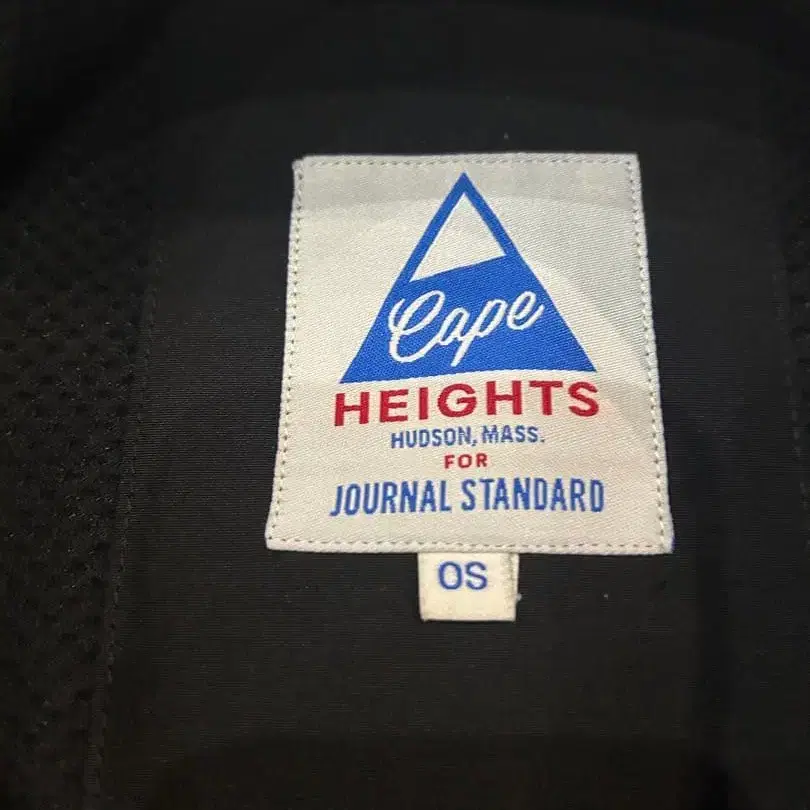 Cape
HEIGHTS
HUDSON, MASS.
FOR
JOURNAL STANDARD
OS